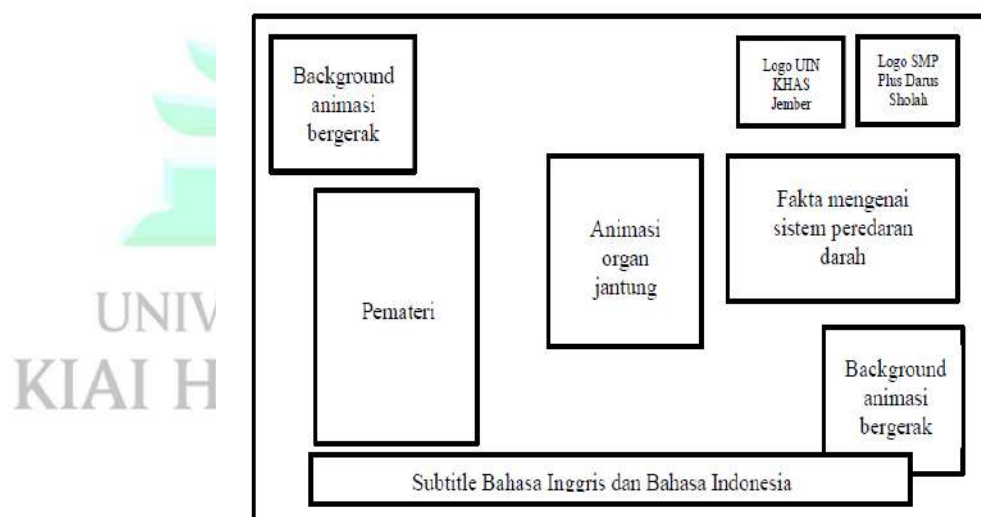 Background
animasi
bergerak
Logo UIN
KHAS
Jember
Logo SMP
Plus Darus
Sholah
Pemateri
Animasi
organ
jantung
Fakta mengenai
sistem peredaran
darah
Background
animasi
bergerak
Subtitle Bahasa Inggris dan Bahasa Indonesia
UNIV
KIAI H